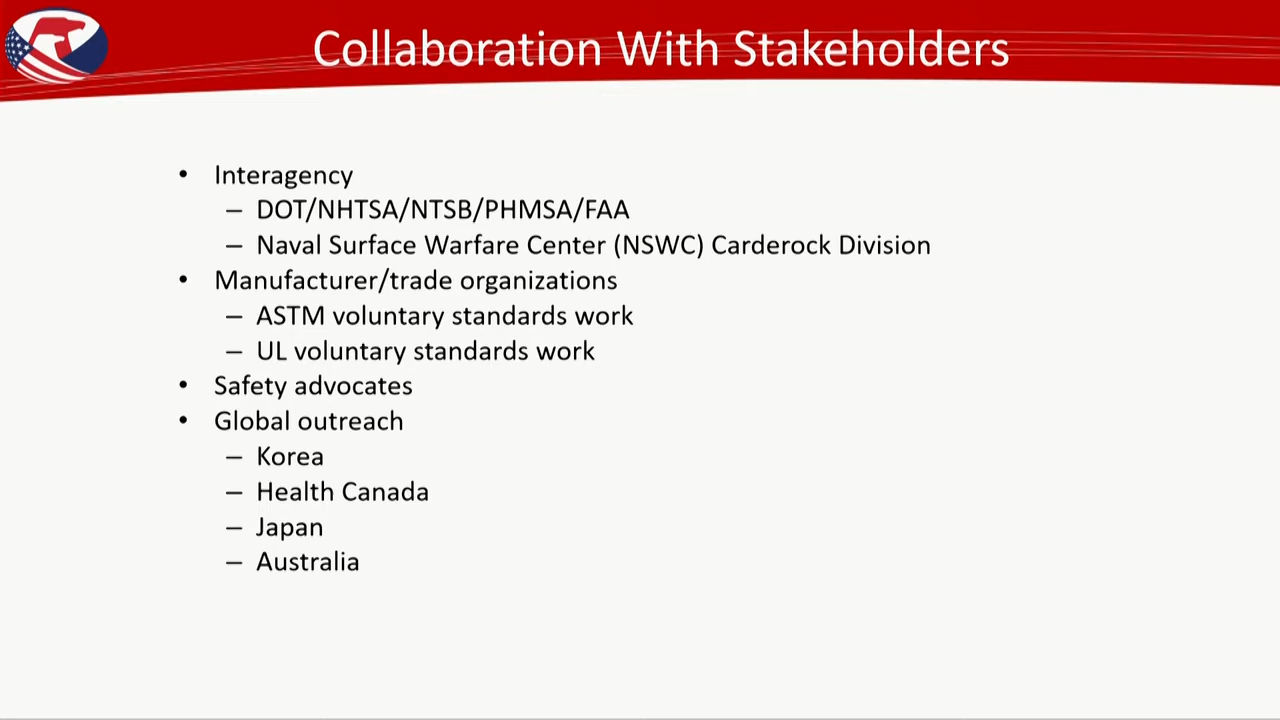 Collaboration With Stakeholders
• Interagency
– DOT/NHTSA/NTSB/PHMSA/FAA
– Naval Surface Warfare Center (NSWC) Carderock Division
• Manufacturer/trade organizations
– ASTM voluntary standards work
– UL voluntary standards work
• Safety advocates
• Global outreach
– Korea
– Health Canada
– Japan
– Australia